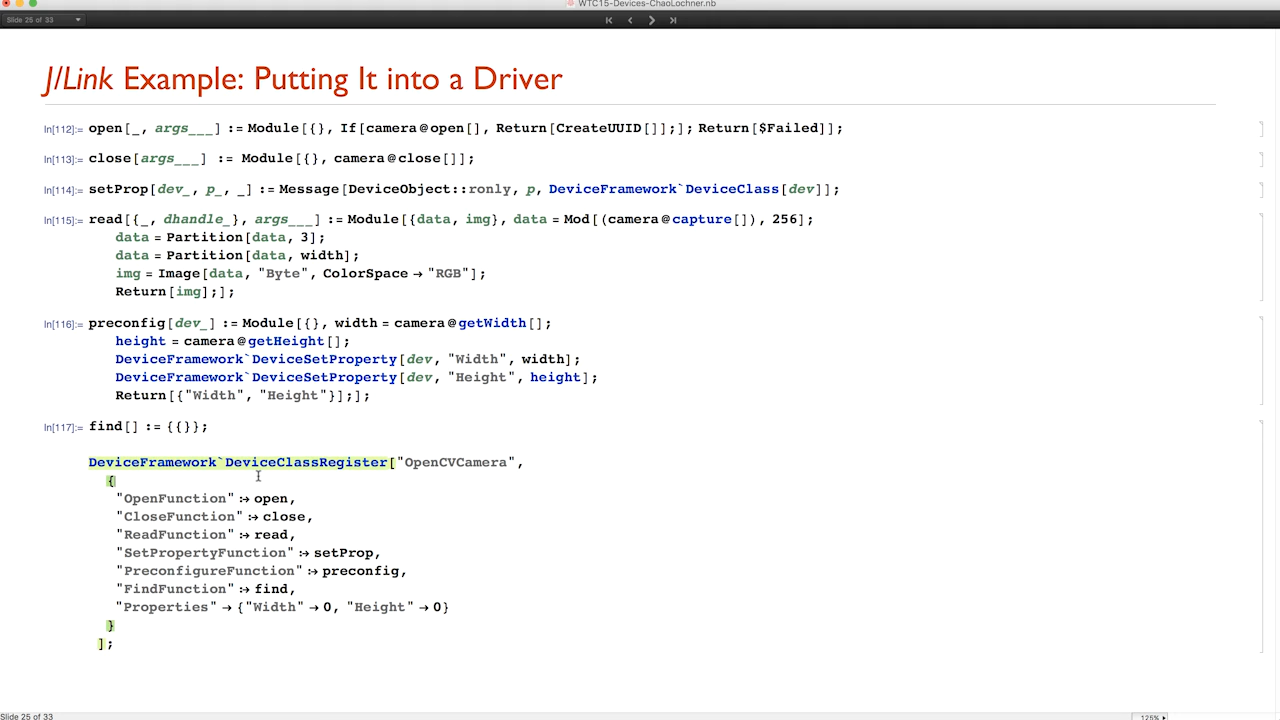 WTC15-Devices-ChaoLochner.nb
Slide 25 of 33
J/Link Example: Putting It into a Driver
In[112]:= open[_, args___] := Module[{}, If[camera@open[], Return[CreateUUID[]];]; Return[$Failed]];
In[113]:= close[args___] := Module[{}, camera@close[]];
In[114]:= setProp[dev_, p_, _] := Message[DeviceObject::ronly, p, DeviceFramework`DeviceClass[dev]];
In[115]:= read[{_, dhandle_}, args___] := Module[{data, img}, data = Mod[(camera@capture[]), 256];
data = Partition[data, 3];
data = Partition[data, width];
img = Image[data, "Byte", ColorSpace → "RGB"];
Return[img];];
In[116]:= preconfig[dev_] := Module[{}, width = camera@getWidth[];
height = camera@getHeight[];
DeviceFramework`DeviceSetProperty[dev, "Width", width];
DeviceFramework`DeviceSetProperty[dev, "Height", height];
Return[{"Width", "Height"}];];
In[117]:= find[] := {{}};
DeviceFramework`DeviceClassRegister["OpenCVCamera",
{
"OpenFunction" :→ open,
"CloseFunction" :→ close,
"ReadFunction" :→ read,
"SetPropertyFunction" :→ setProp,
"PreconfigureFunction" :→ preconfig,
"FindFunction" :→ find,
"Properties" → {"Width" → 0, "Height" → 0}
}
];
Slide 25 of 33
125%